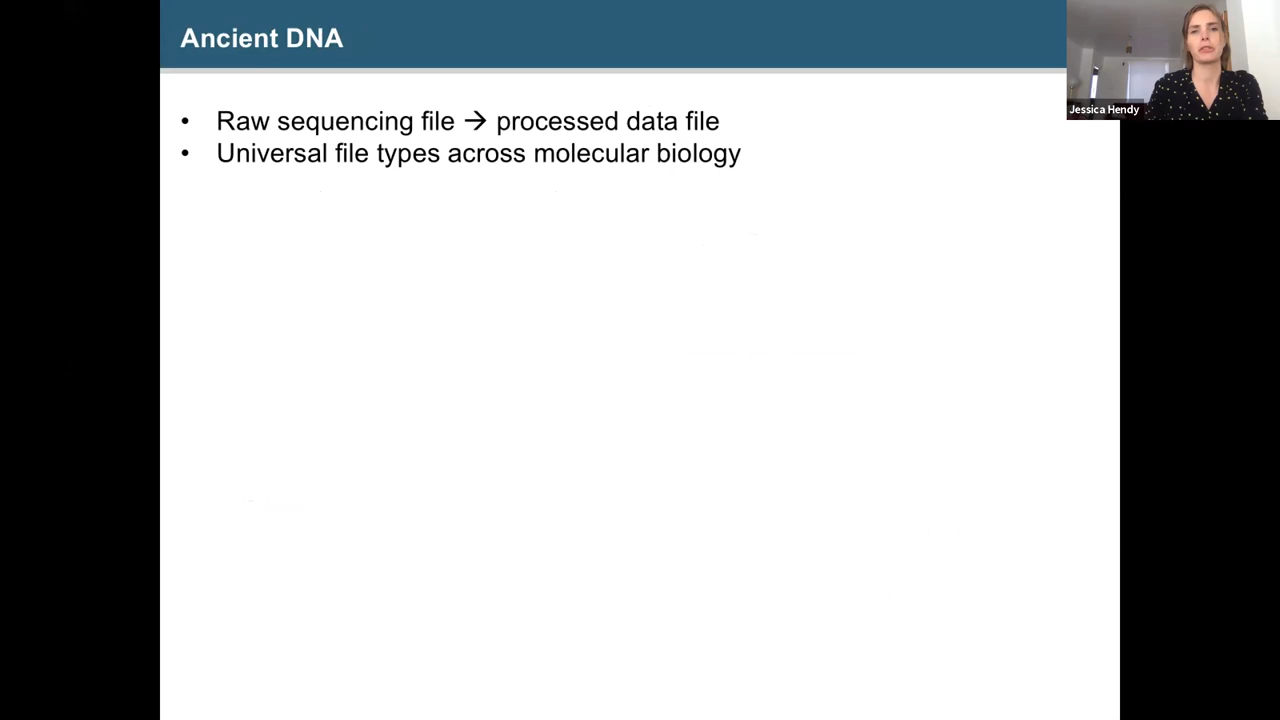 Ancient DNA
• Raw sequencing file → processed data file
• Universal file types across molecular biology
Jessica Hendy